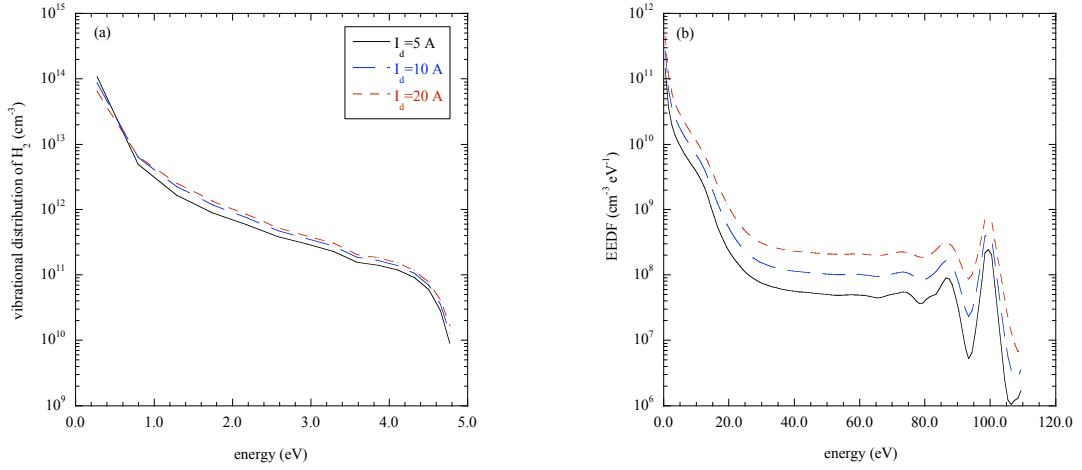 (a)
I_d=5 A
I_d=10 A
I_d=20 A
10^15
10^14
10^13
10^12
10^11
10^10
10^9
vibrational distribution of H_2 (cm^-3)
0.0 1.0 2.0 3.0 4.0 5.0
energy (eV)
(b)
10^12
10^11
10^10
10^9
10^8
10^7
10^6
EEDF (cm^-3 eV^-1)
0.0 20.0 40.0 60.0 80.0 100.0 120.0
energy (eV)